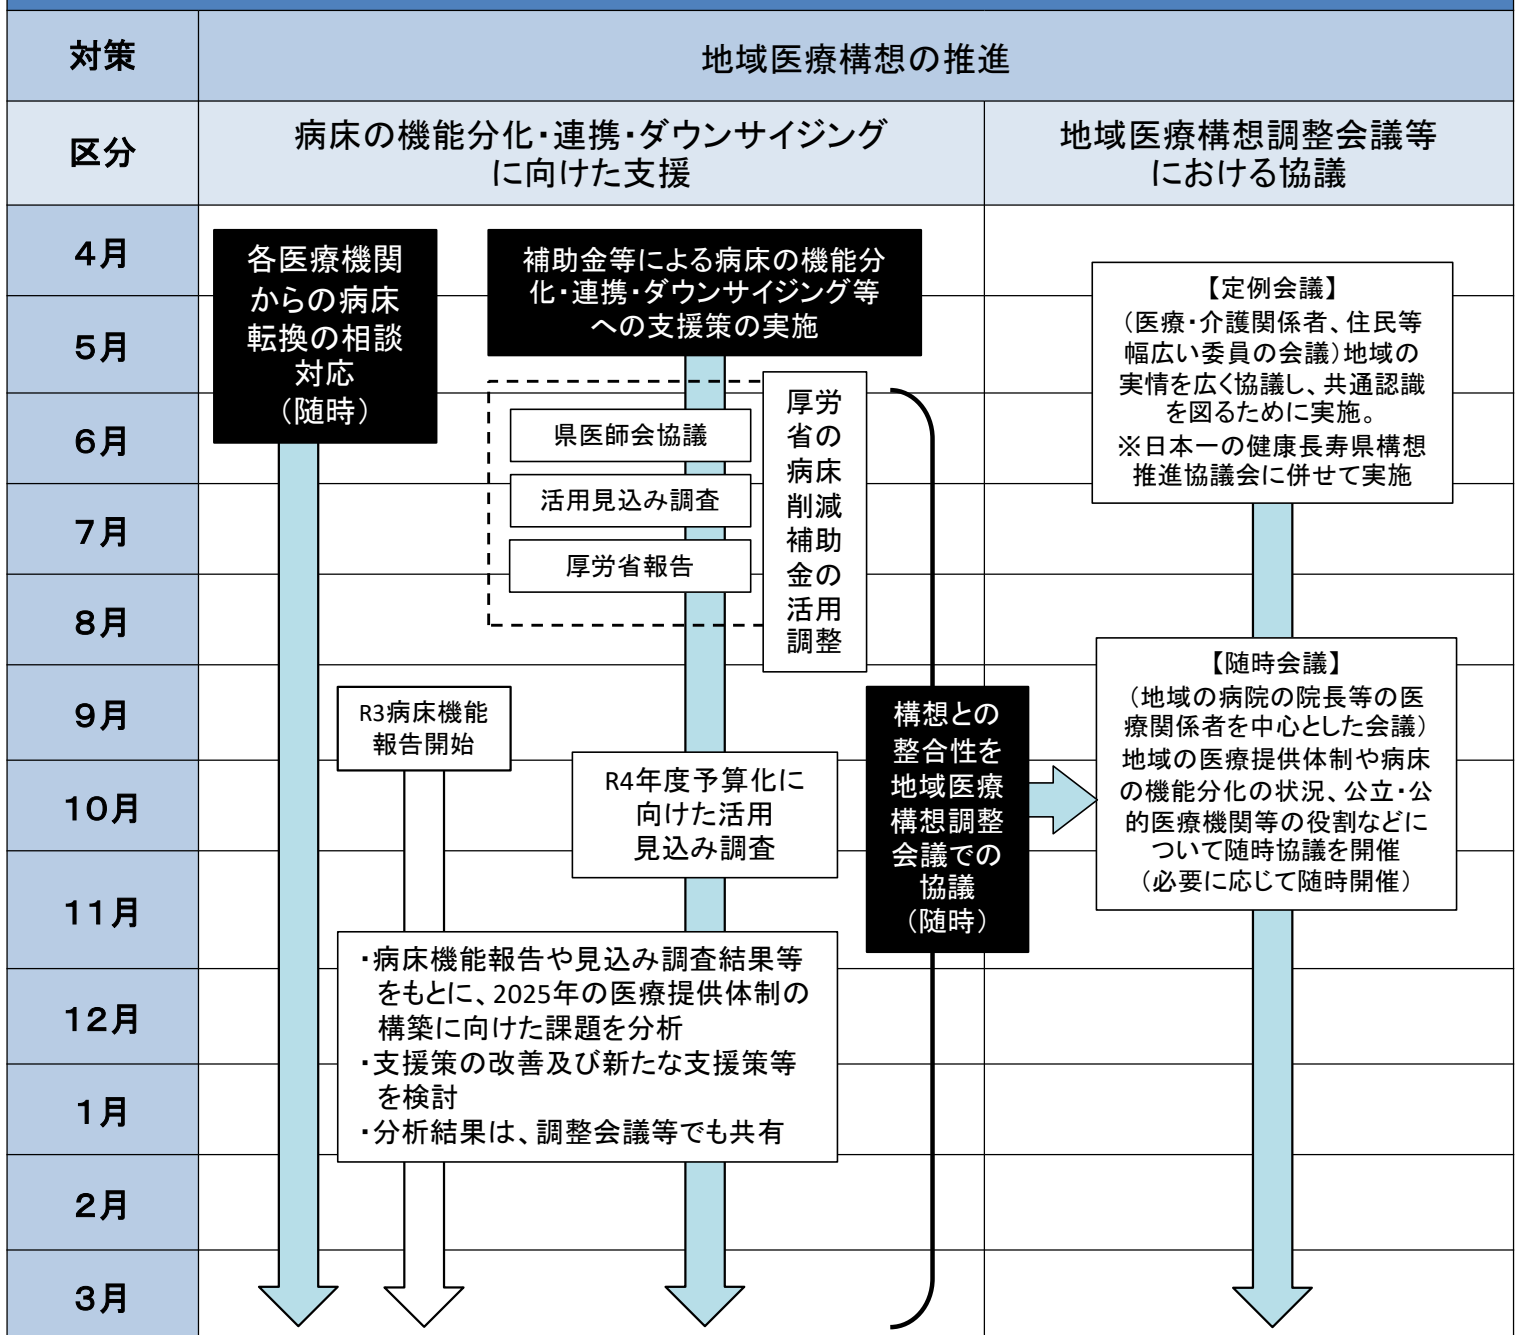 対策
地域医療構想の推進
区分
病床の機能分化・連携・ダウンサイジング
に向けた支援
地域医療構想調整会議等
における協議
4月
5月
6月
7月
8月
9月
10月
11月
12月
1月
2月
3月
各医療機関
からの病床
転換の相談
対応
（随時）
補助金等による病床の機能分
化・連携・ダウンサイジング等
への支援策の実施
県医師会協議
活用見込み調査
厚労省報告
厚労
省の
病床
削減
補助
金の
活用
調整
R3病床機能
報告開始
R4年度予算化に
向けた活用
見込み調査
・病床機能報告や見込み調査結果等
をもとに、2025年の医療提供体制の
構築に向けた課題を分析
・支援策の改善及び新たな支援策等
を検討
・分析結果は、調整会議等でも共有
構想との
整合性を
地域医療
構想調整
会議での
協議
（随時）
【定例会議】
（医療・介護関係者、住民等
幅広い委員の会議）地域の
実情を広く協議し、共通認識
を図るために実施。
※日本一の健康長寿県構想
推進協議会に併せて実施
【随時会議】
（地域の病院の院長等の医
療関係者を中心とした会議）
地域の医療提供体制や病床
の機能分化の状況、公立・公
的医療機関等の役割などに
ついて随時協議を開催
（必要に応じて随時開催）